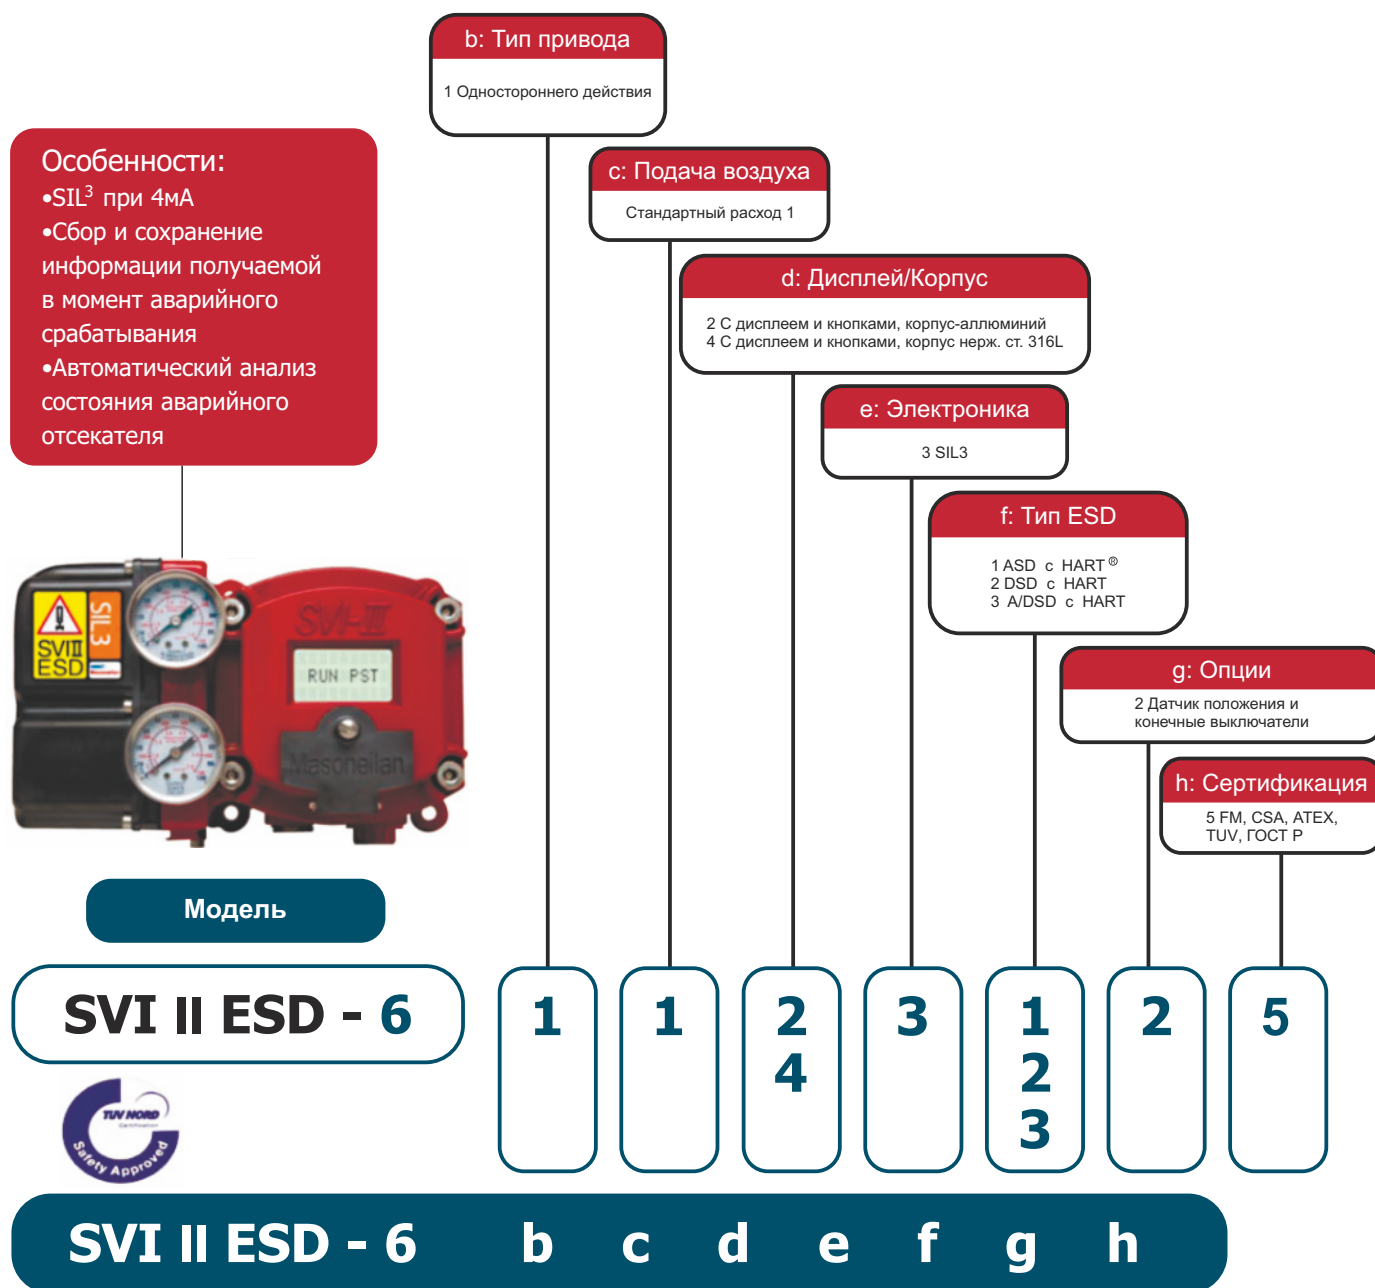 b: Тип привода
1 Одностороннего действия
Особенности:
•SIL³ при 4мА
•Сбор и сохранение
информации получаемой
в момент аварийного
срабатывания
•Автоматический анализ
состояния аварийного
отсекателя
c: Подача воздуха
Стандартный расход 1
d: Дисплей/Корпус
2 С дисплеем и кнопками, корпус-аллюминий
4 С дисплеем и кнопками, корпус нерж. ст. 316L
e: Электроника
3 SIL3
f: Тип ESD
1 ASD с HART ®
2 DSD с HART
3 A/DSD с HART
g: Опции
2 Датчик положения и
конечные выключатели
h: Сертификация
5 FM, CSA, ATEX,
TUV, ГОСТ Р
SVI II
ESD
SIL3
SVI-II
RUN PST
Masoneilan
Модель
SVI II ESD - 6 1 1 2 3 1 2 5
4 2
3
TUV NORD
Certification
Safety Approved
SVI II ESD - 6 b c d e f g h